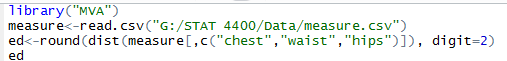 library("MVA")
measure<-read.csv("G:/STAT 4400/Data/measure.csv")
ed<-round(dist(measure[,c("chest","waist","hips")]), digit=2)
ed